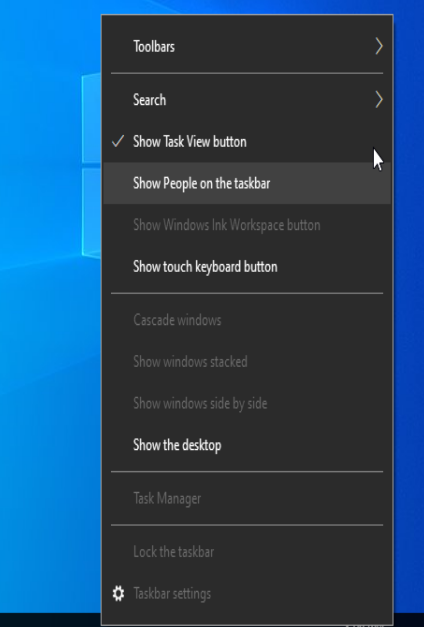 Toolbars
Search
Show Task View button
Show People on the taskbar
Show Windows Ink Workspace button
Show touch keyboard button
Cascade windows
Show windows stacked
Show windows side by side
Show the desktop
Task Manager
Lock the taskbar
Taskbar settings